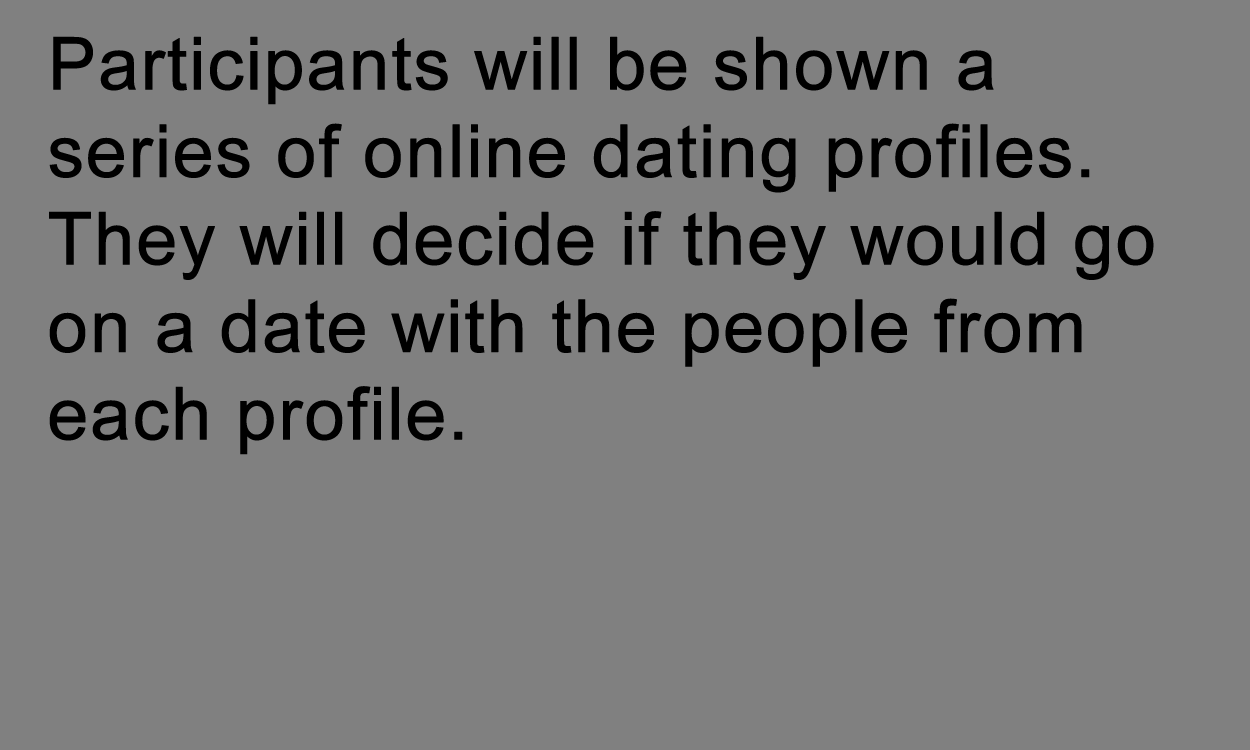 Participants will be shown a
series of online dating profiles.
They will decide if they would go
on a date with the people from
each profile.